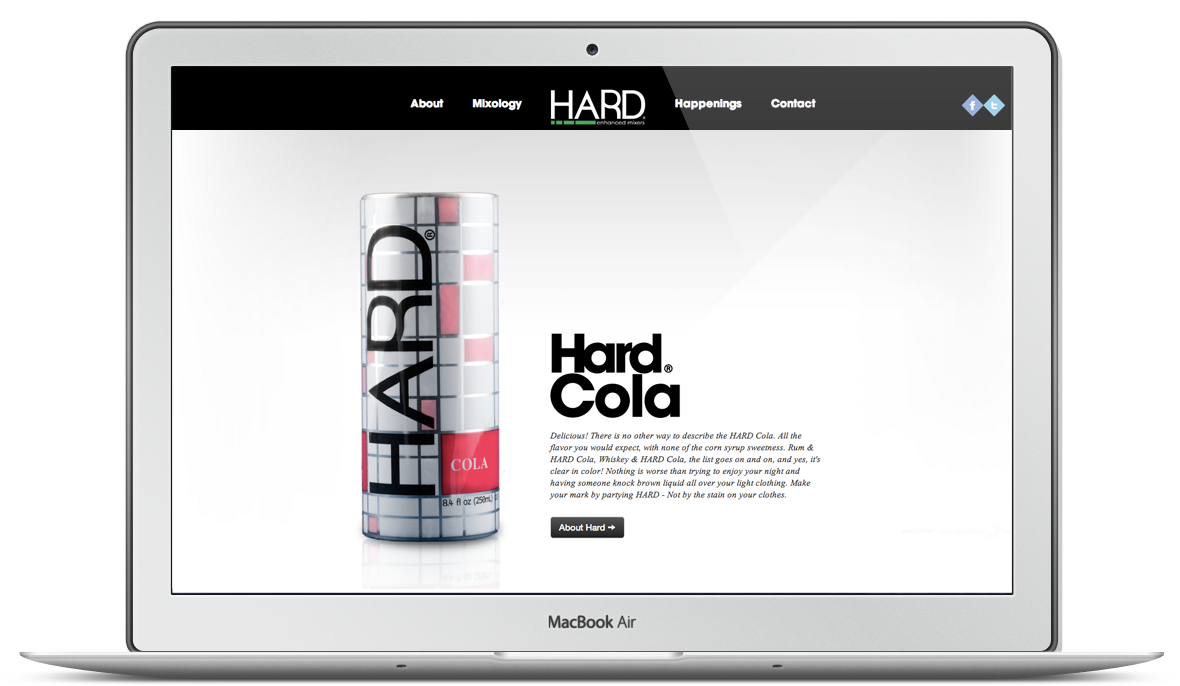 About
Mixology
HARD®
enhanced mixers
Happenings
Contact
f
t
HARD®
COLA
8.4 fl oz (250mL)
Hard®
Cola
Delicious! There is no other way to describe the HARD Cola. All the
flavor you would expect, with none of the corn syrup sweetness. Rum &
HARD Cola, Whiskey & HARD Cola, the list goes on and on, and yes, it's
clear in color! Nothing is worse than trying to enjoy your night and
having someone knock brown liquid all over your light clothing. Make
your mark by partying HARD - Not by the stain on your clothes.
About Hard ➔
MacBook Air